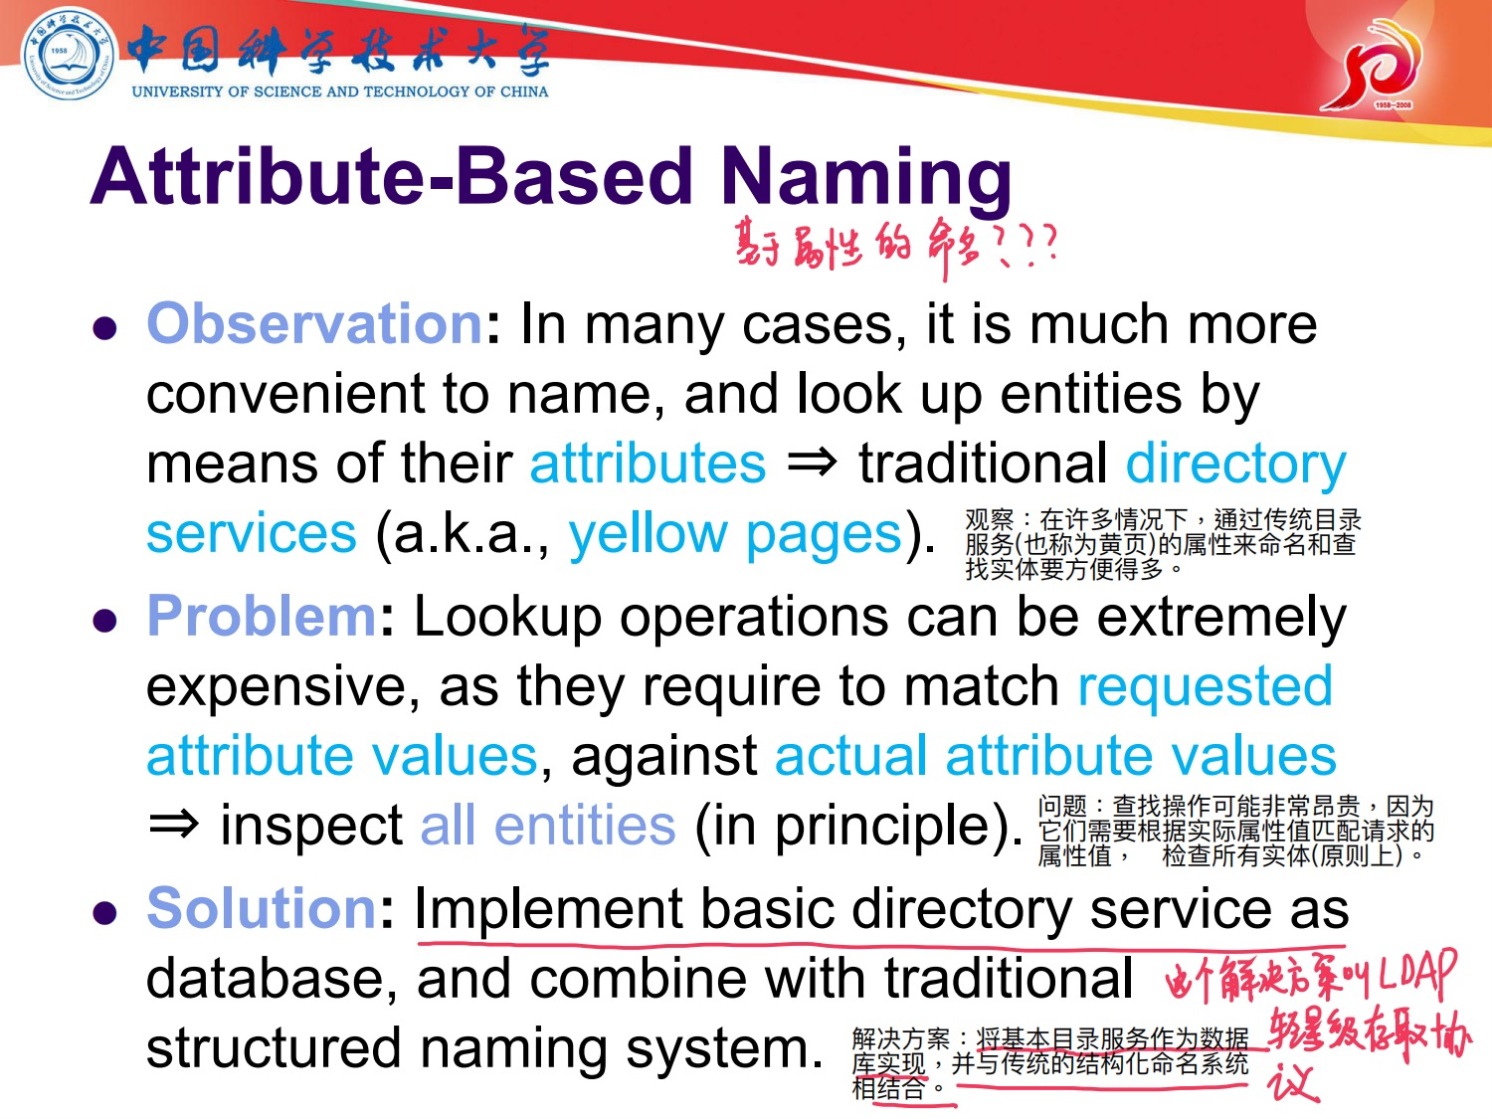 中国科学技术大学
UNIVERSITY OF SCIENCE AND TECHNOLOGY OF CHINA
1958
1958-2008
Attribute-Based Naming
基于属性的命名???
Observation: In many cases, it is much more
convenient to name, and look up entities by
means of their attributes ⇒ traditional directory
services (a.k.a., yellow pages).
观察：在许多情况下，通过传统目录
服务(也称为黄页)的属性来命名和查
找实体要方便得多。
Problem: Lookup operations can be extremely
expensive, as they require to match requested
attribute values, against actual attribute values
⇒ inspect all entities (in principle).
问题：查找操作可能非常昂贵，因为
它们需要根据实际属性值匹配请求的
属性值， 检查所有实体(原则上)。
Solution: Implement basic directory service as
database, and combine with traditional
structured naming system.
这个解决方案叫LDAP
轻量级存取协
议
解决方案：将基本目录服务作为数据
库实现，并与传统的结构化命名系统
相结合。